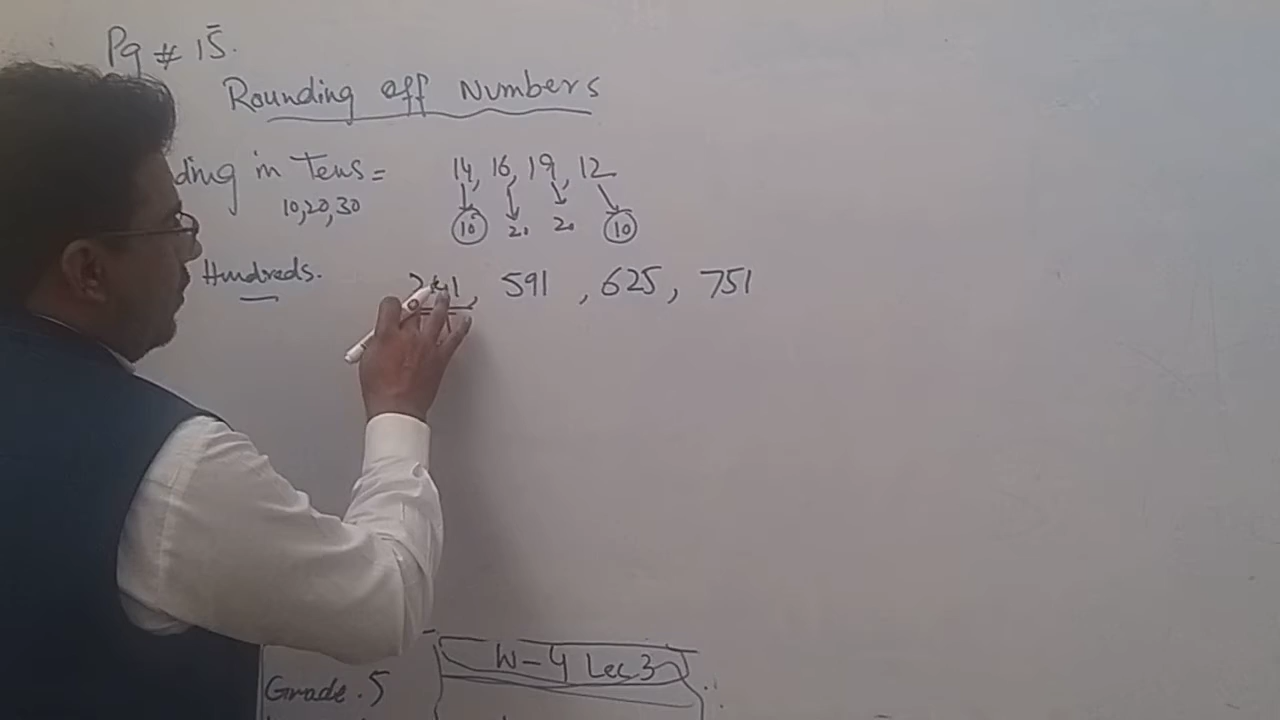 Pg # 15.
Rounding off Numbers
ding in Tens = 14, 16, 19, 12
10,20,30
10 20 20 10
Hundreds. 241, 591, 625, 751
W-4 Lec 3
Grade. 5